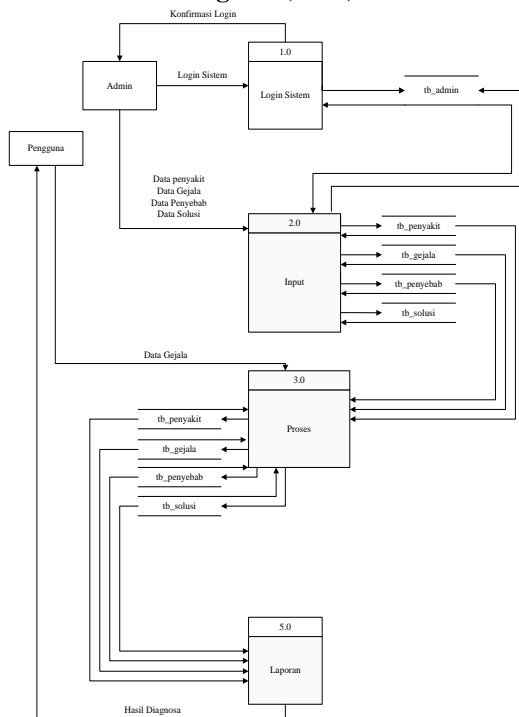 Konfirmasi Login
1.0
Admin
Login Sistem
Login Sistem
tb_admin
Pengguna
Data penyakit
Data Gejala
Data Penyebab
Data Solusi
2.0
Input
tb_penyakit
tb_gejala
tb_penyebab
tb_solusi
Data Gejala
3.0
Proses
tb_penyakit
tb_gejala
tb_penyebab
tb_solusi
5.0
Laporan
Hasil Diagnosa